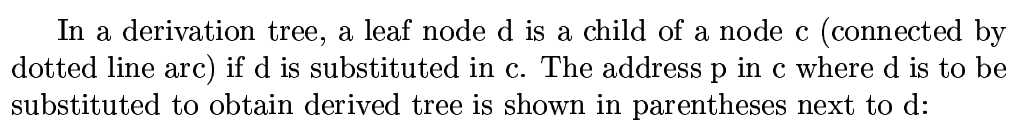 In a derivation tree, a leaf node d is a child of a node c (connected by
dotted line arc) if d is substituted in c. The address p in c where d is to be
substituted to obtain derived tree is shown in parentheses next to d: